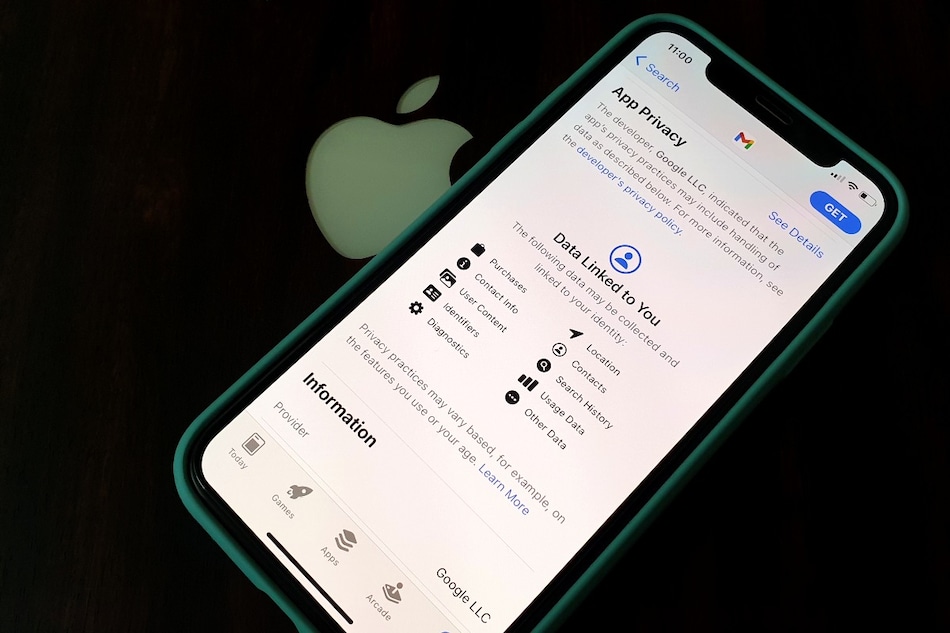 11:00
Search
GET
App Privacy
See Details
The developer, Google LLC, indicated that the
app's privacy practices may include handling of
data as described below. For more information, see
the developer's privacy policy.
Data Linked to You
The following data may be collected and
linked to your identity:
Purchases
Location
Contact Info
Contacts
User Content
Search History
Identifiers
Usage Data
Diagnostics
Other Data
Privacy practices may vary based, for example, on
the features you use or your age. Learn More
Information
Provider
Google LLC
Today
Games
Apps
Arcade